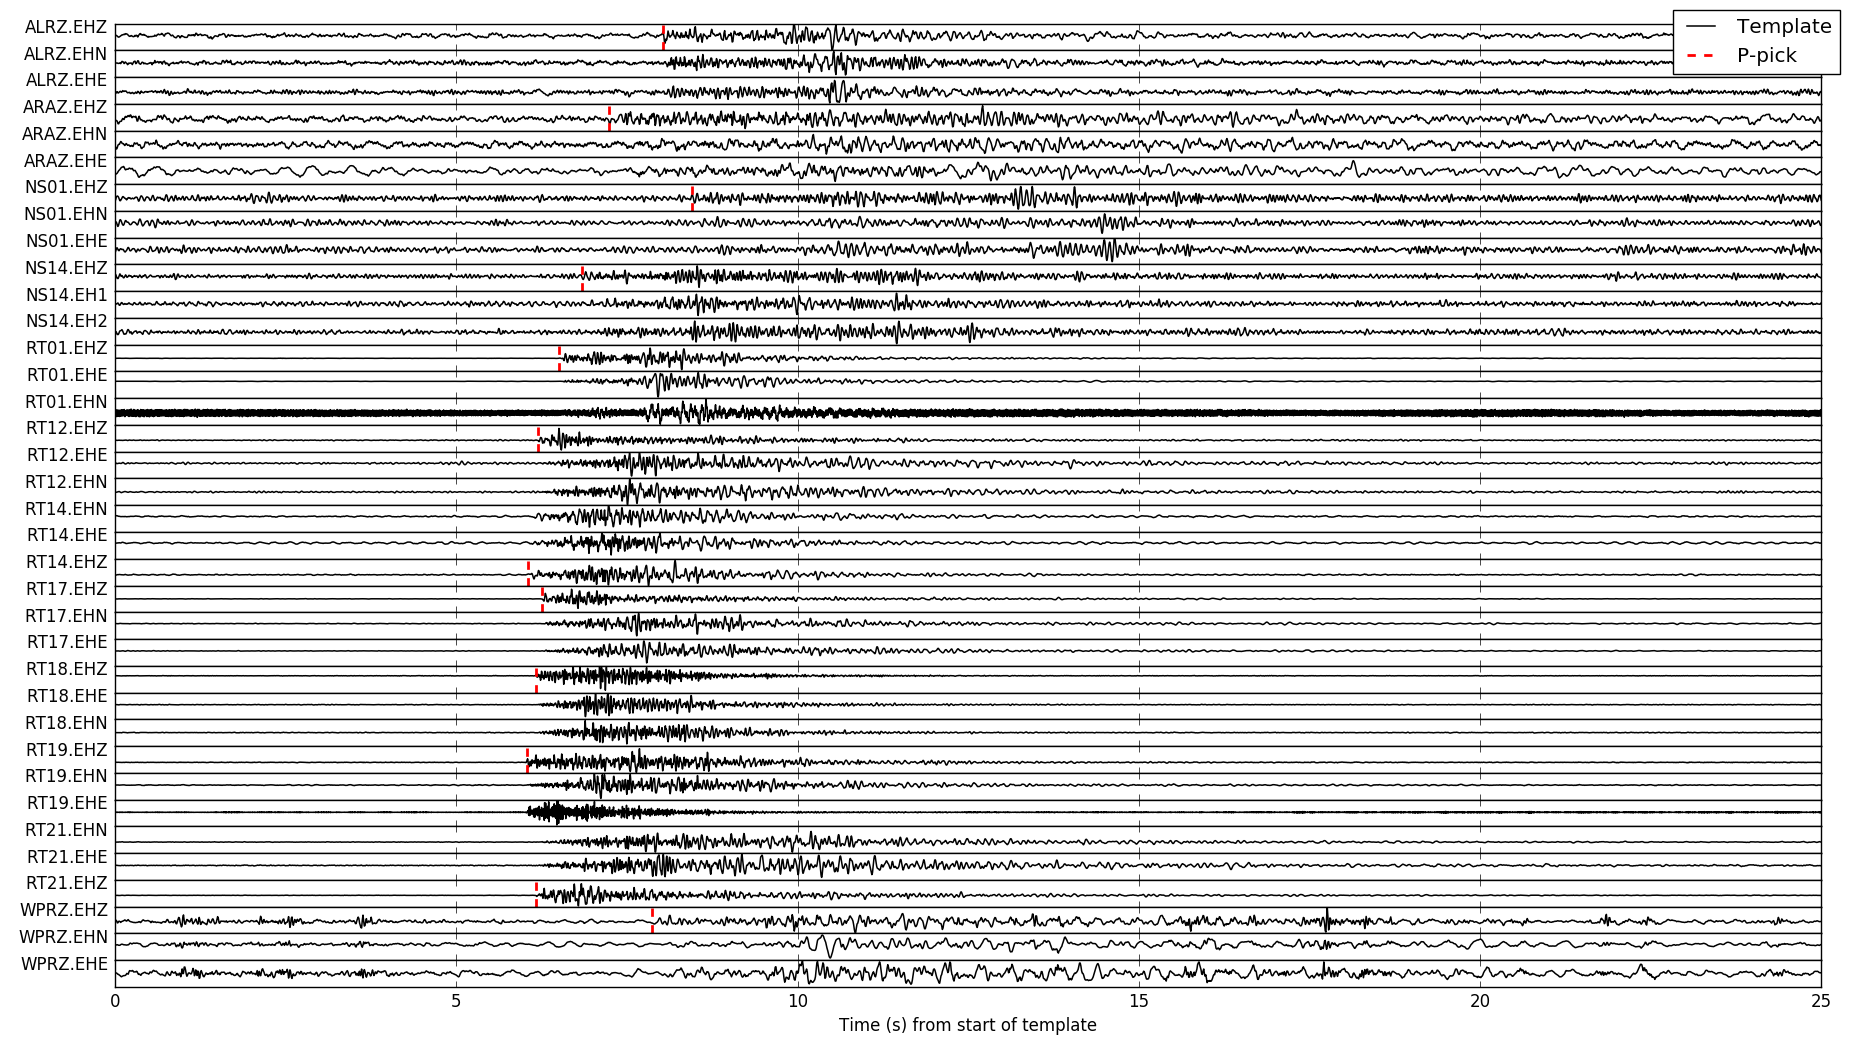 Template
P-pick
ALRZ.EHZ
ALRZ.EHN
ALRZ.EHE
ARAZ.EHZ
ARAZ.EHN
ARAZ.EHE
NS01.EHZ
NS01.EHN
NS01.EHE
NS14.EHZ
NS14.EH1
NS14.EH2
RT01.EHZ
RT01.EHE
RT01.EHN
RT12.EHZ
RT12.EHE
RT12.EHN
RT14.EHN
RT14.EHE
RT14.EHZ
RT17.EHZ
RT17.EHN
RT17.EHE
RT18.EHZ
RT18.EHE
RT18.EHN
RT19.EHZ
RT19.EHN
RT19.EHE
RT21.EHN
RT21.EHE
RT21.EHZ
WPRZ.EHZ
WPRZ.EHN
WPRZ.EHE
0 5 10 15 20 25
Time (s) from start of template